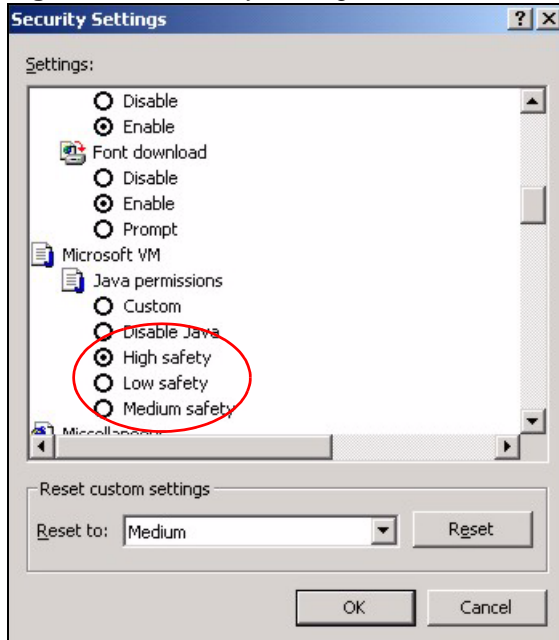 Security Settings
Settings:
Disable
Enable
Font download
Disable
Enable
Prompt
Microsoft VM
Java permissions
Custom
Disable Java
High safety
Low safety
Medium safety
Miscellaneous
Reset custom settings
Reset to: Medium Reset
OK Cancel